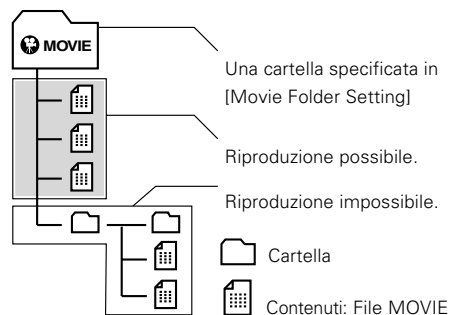 MOVIE
Una cartella specificata in
[Movie Folder Setting]
Riproduzione possibile.
Riproduzione impossibile.
Cartella
Contenuti: File MOVIE